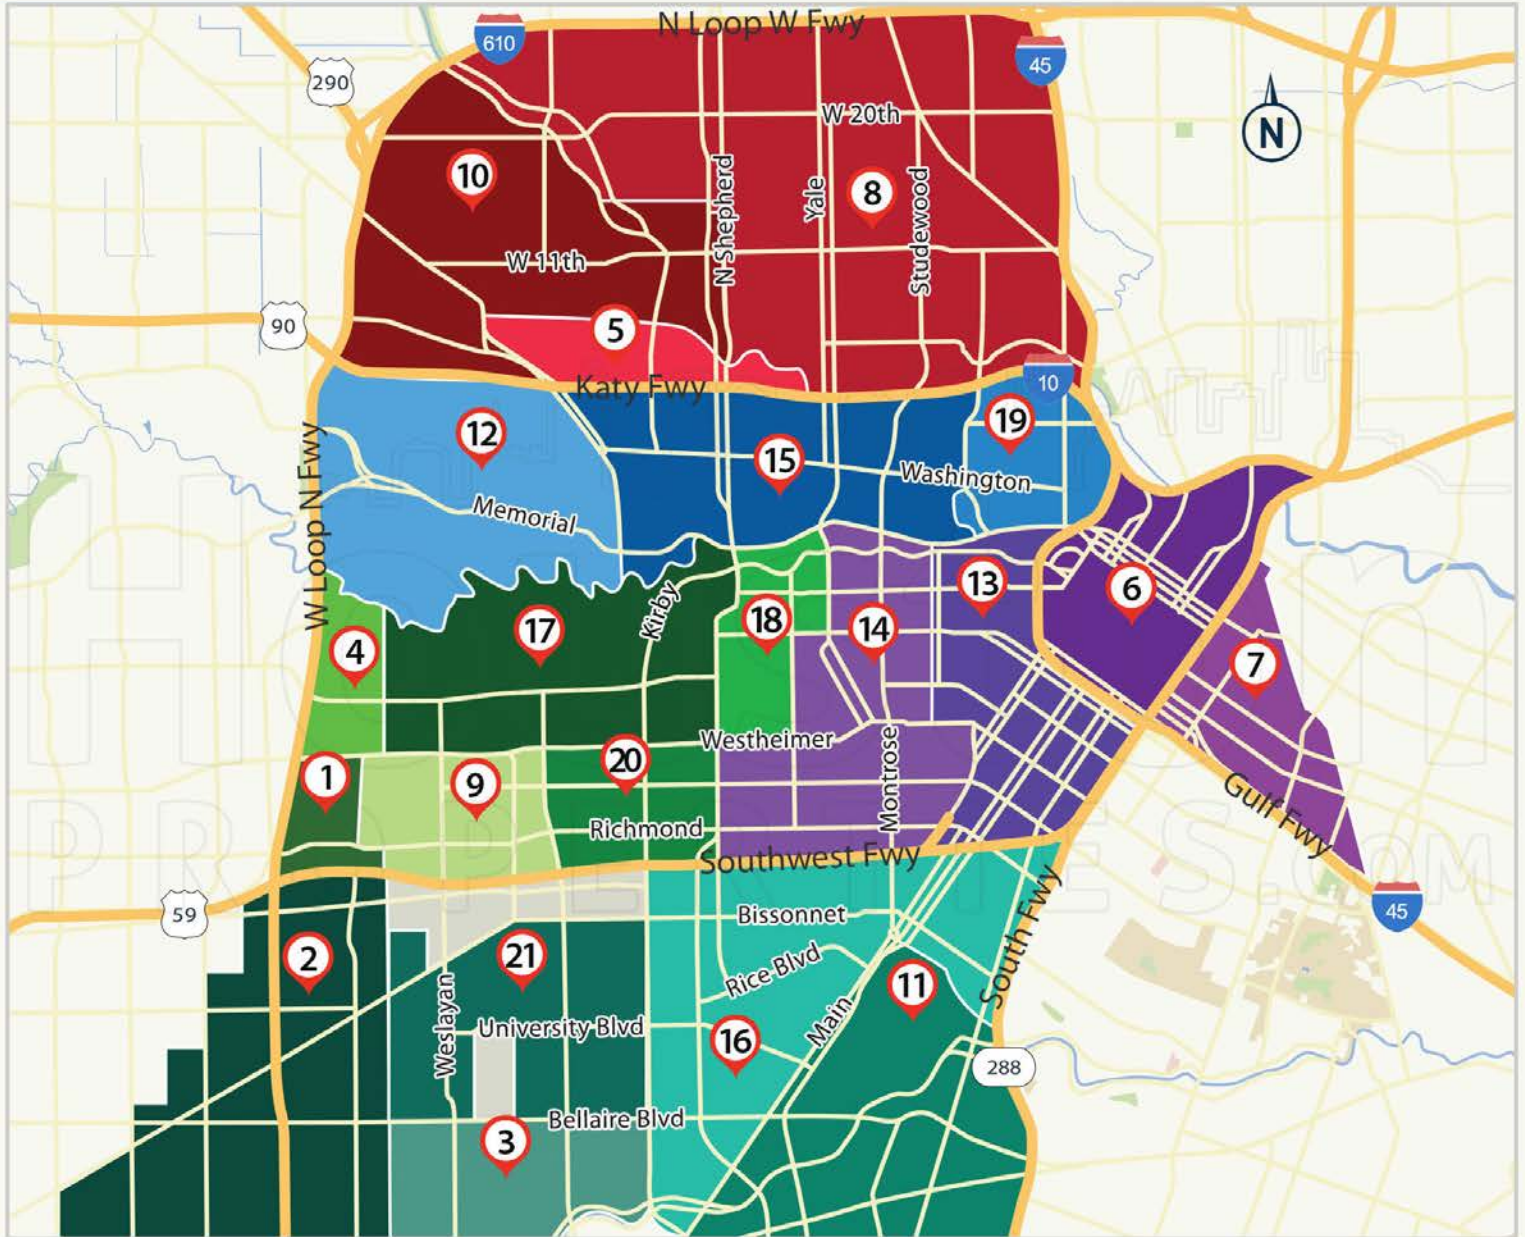 N Loop W Fwy
610
45
290
W 20th
N
10
N Shepherd
Yale
8
Studewood
W 11th
90
5
Katy Fwy
10
19
12
15
W Loop N Fwy
Washington
Memorial
13
6
Kirby
18
14
17
4
7
Westheimer
20
1
9
Montrose
Richmond
Gulf Fwy
Southwest Fwy
59
45
Bissonnet
2
21
Rice Blvd
South Fwy
11
Weslayan
Main
University Blvd
16
288
Bellaire Blvd
3
HOUSTON
PROPERTIES.COM